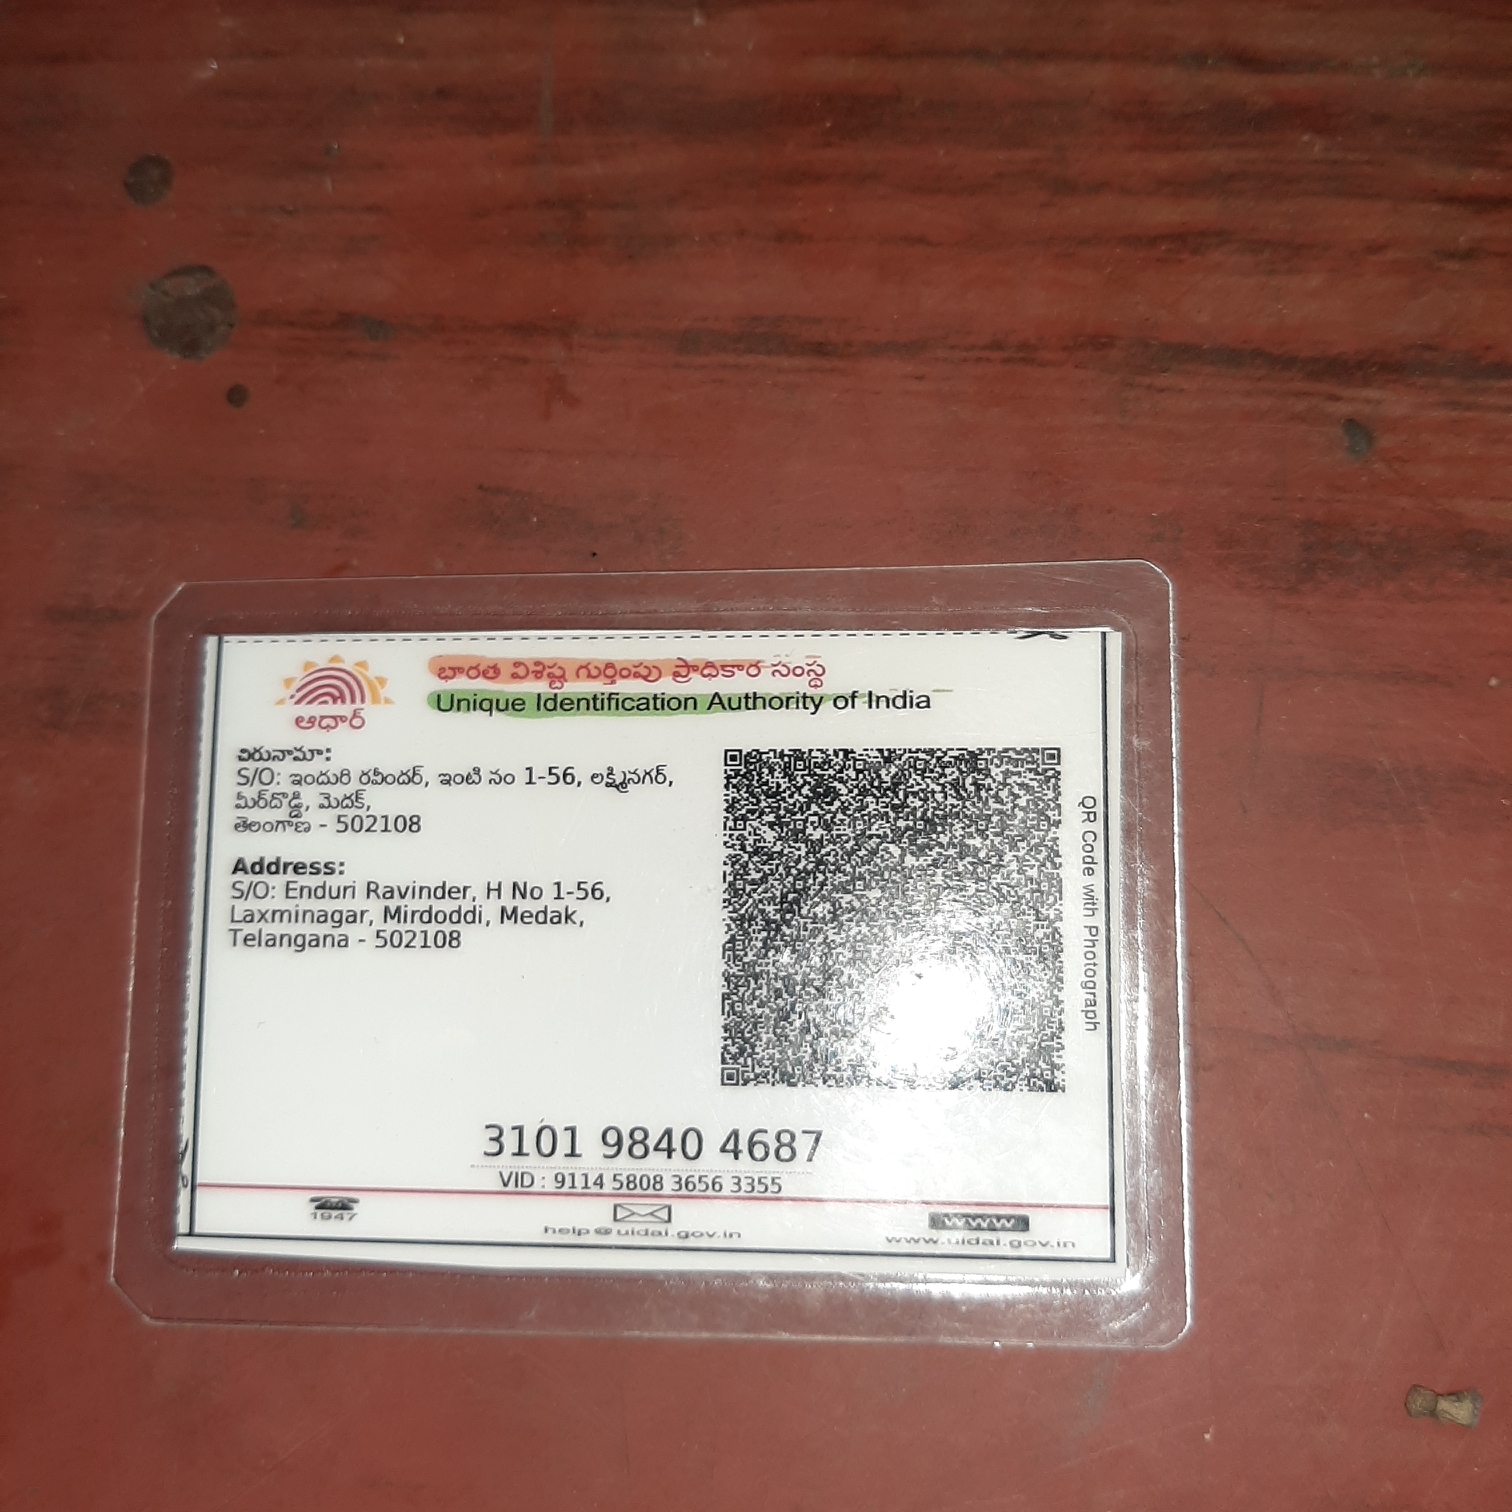 భారత విశిష్ట గుర్తింపు ప్రాధికార సంస్థ
Unique Identification Authority of India
ఆధార్
చిరునామా:
S/O: ఇందురి రవీందర్, ఇంటి నం 1-56, లక్ష్మినగర్,
మీర్‌దొడ్డి, మెదక్,
తెలంగాణ - 502108
Address:
S/O: Enduri Ravinder, H No 1-56,
Laxminagar, Mirdoddi, Medak,
Telangana - 502108
QR Code with Photograph
3101 9840 4687
VID : 9114 5808 3656 3355
1947
help@uidai.gov.in
WWW
www.uidai.gov.in